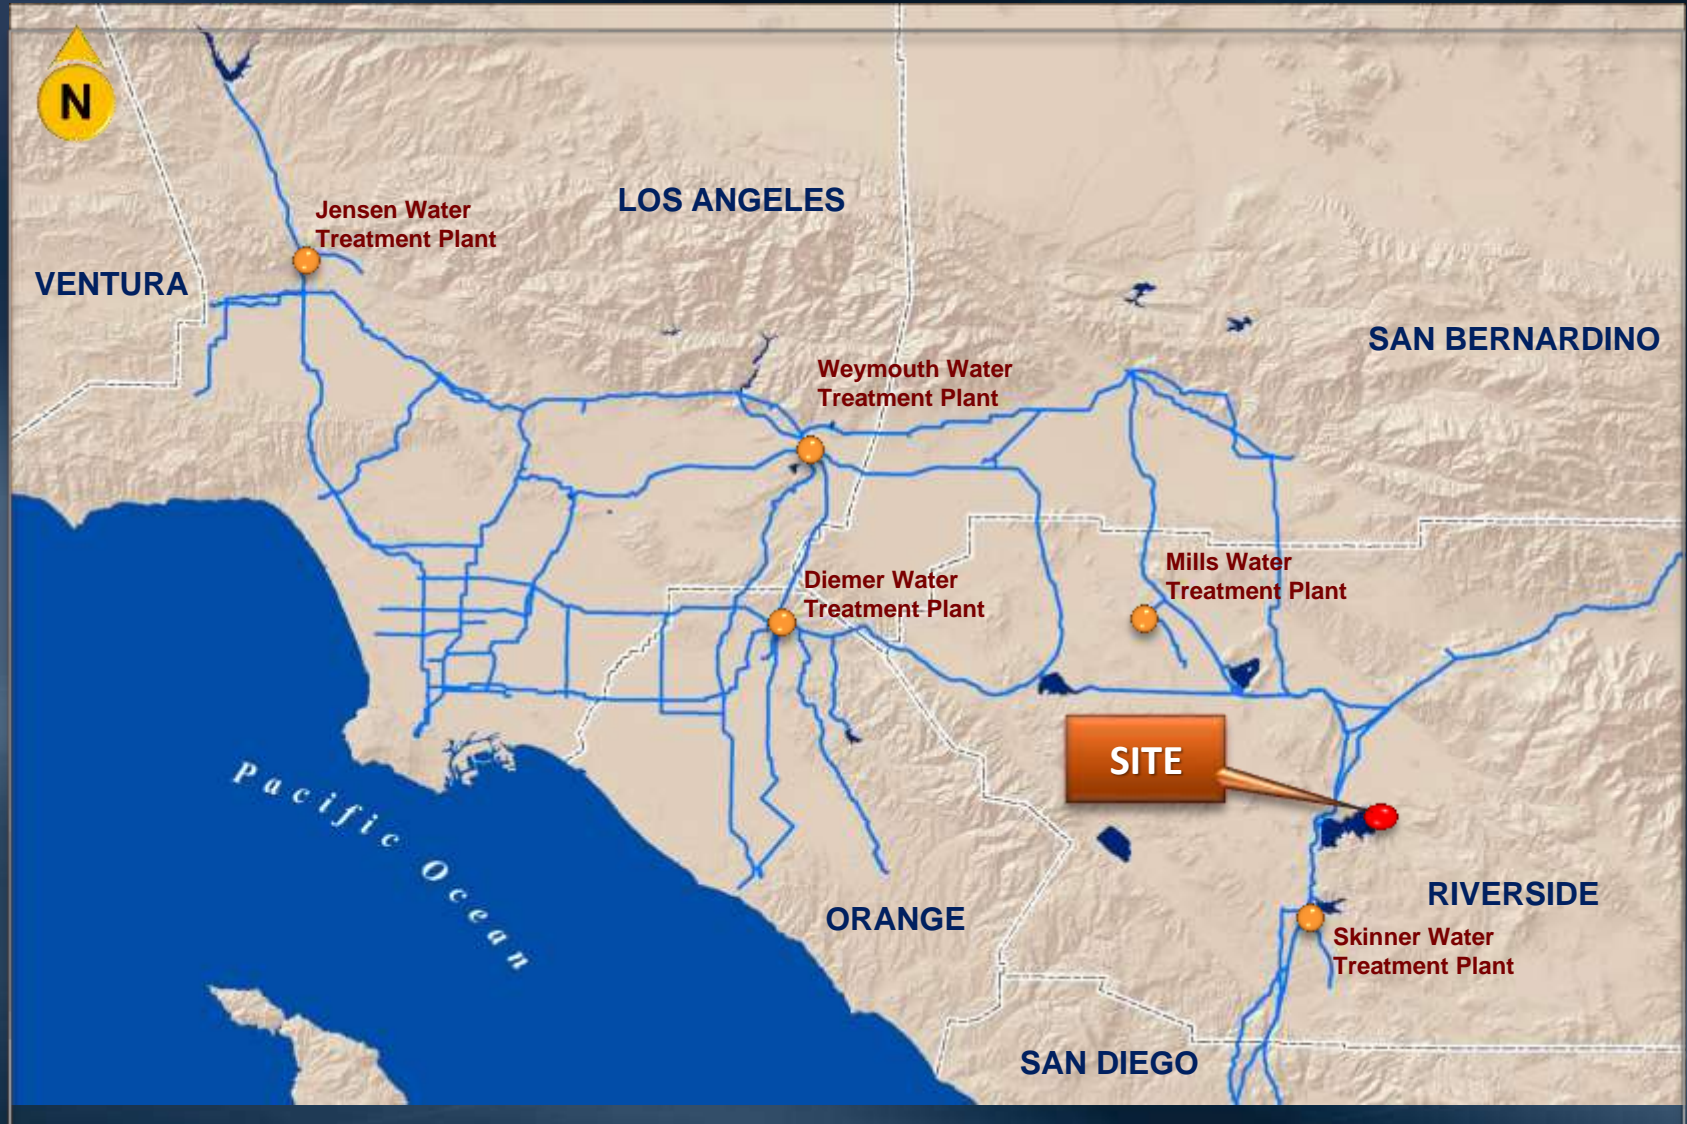 N
LOS ANGELES
Jensen Water
Treatment Plant
VENTURA
SAN BERNARDINO
Weymouth Water
Treatment Plant
Mills Water
Treatment Plant
Diemer Water
Treatment Plant
SITE
Pacific Ocean
RIVERSIDE
ORANGE
Skinner Water
Treatment Plant
SAN DIEGO